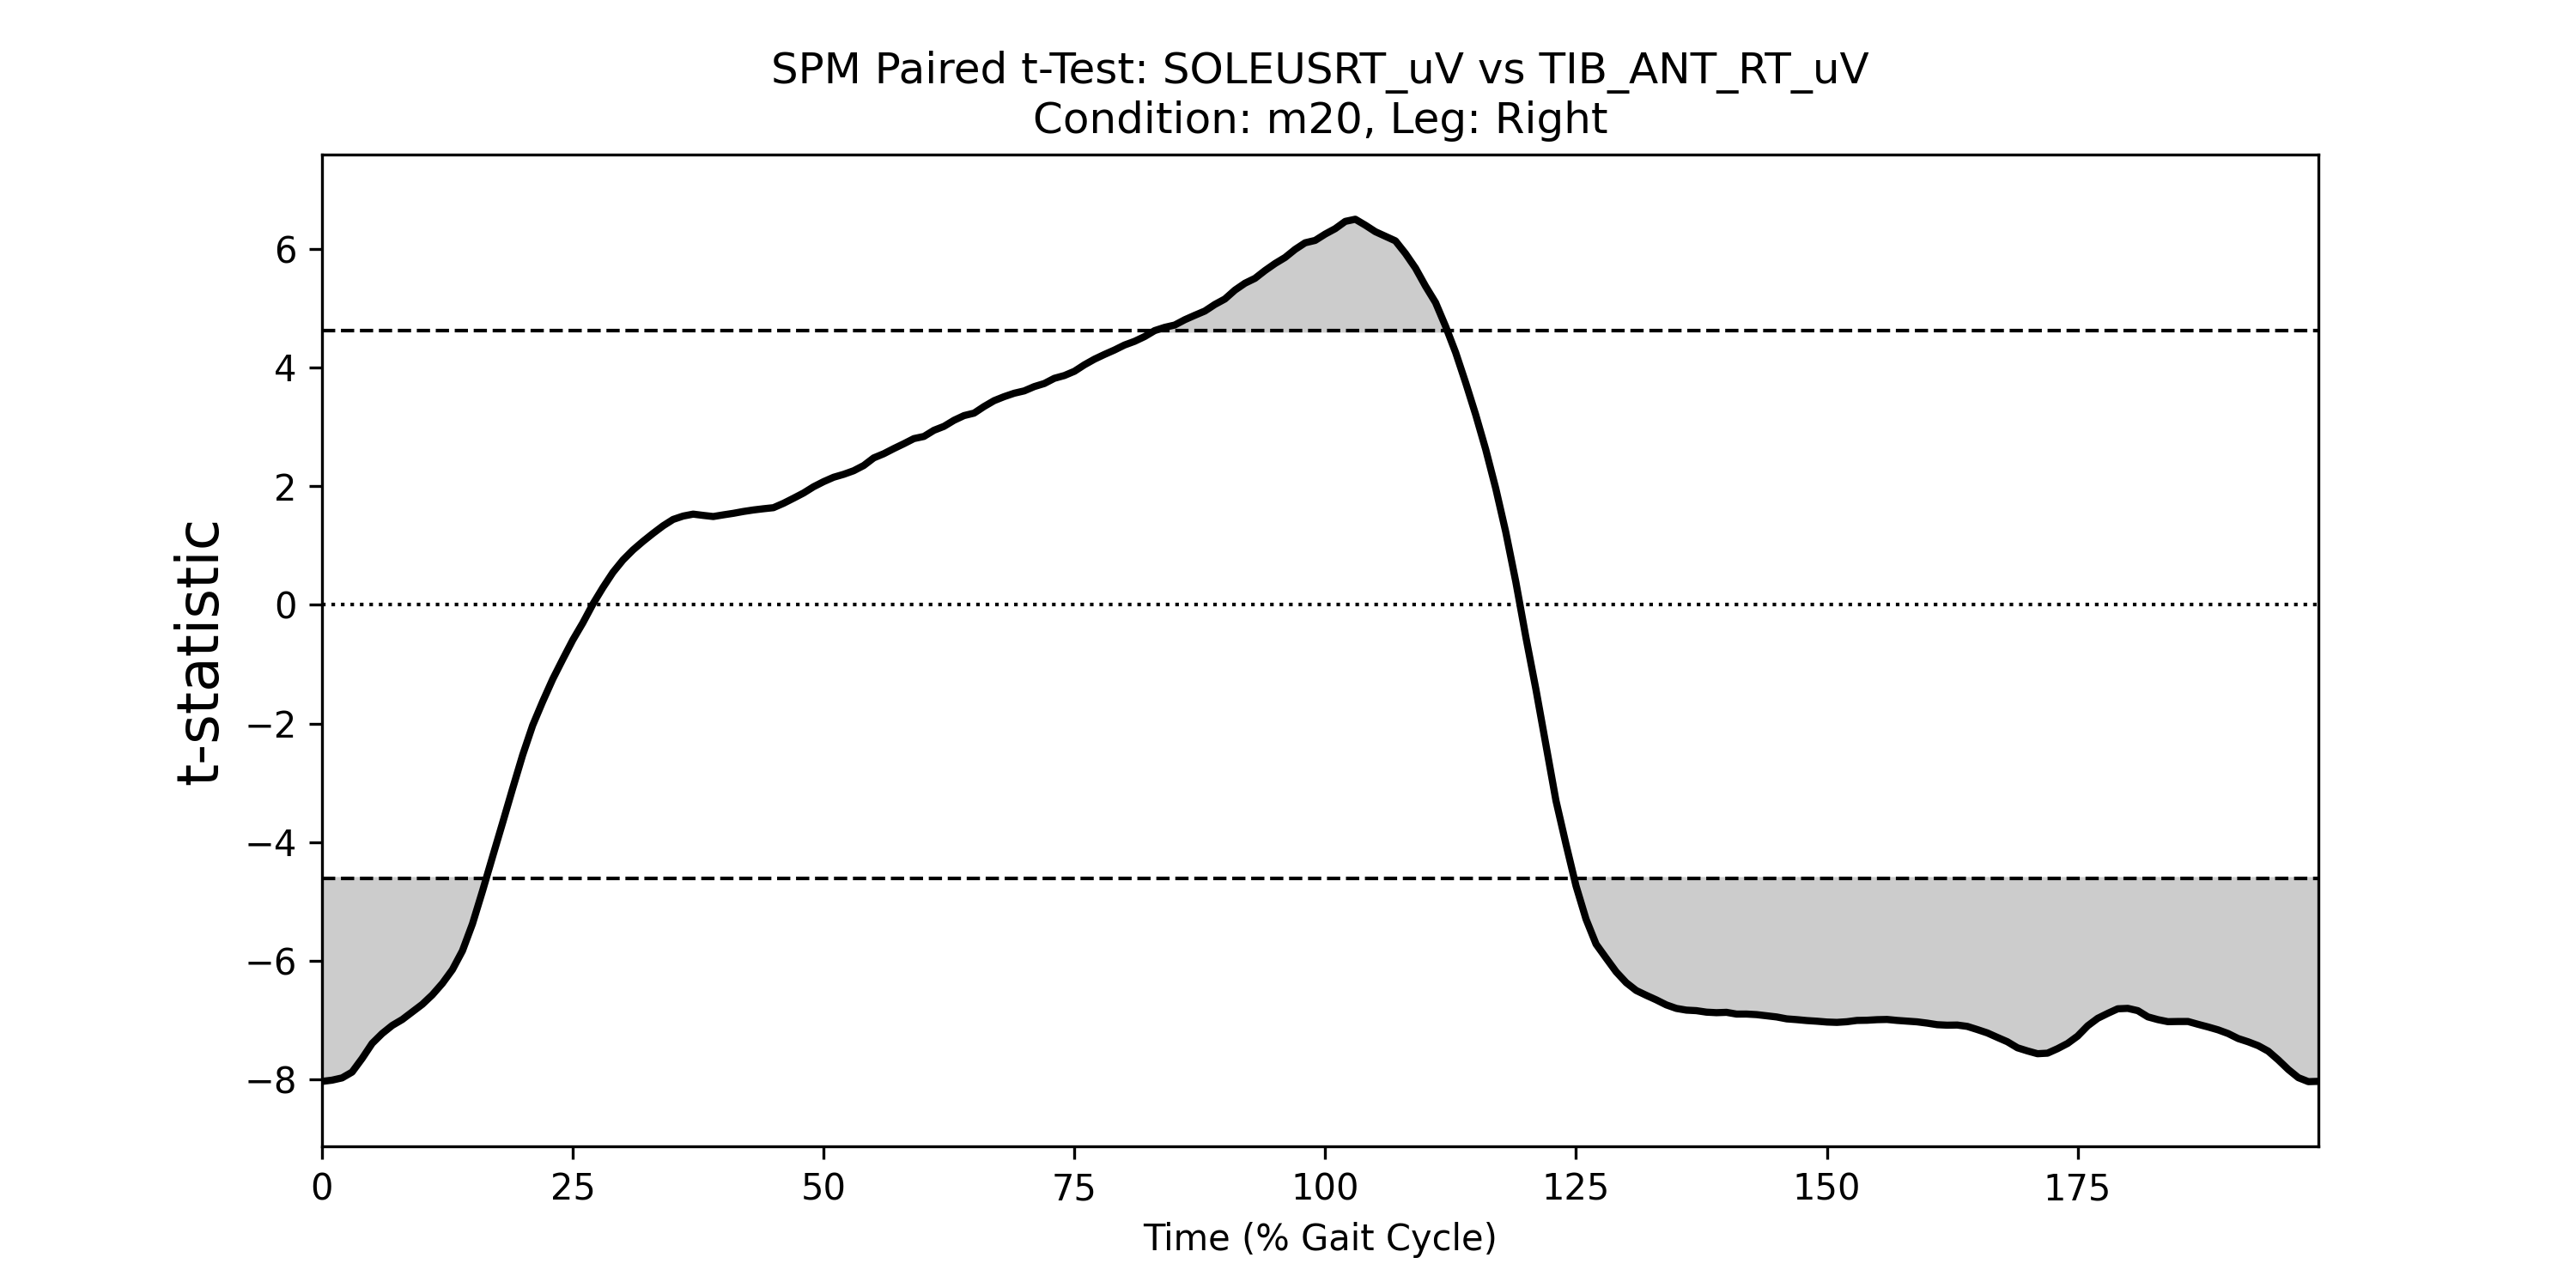 SPM Paired t-Test: SOLEUSRT_uV vs TIB_ANT_RT_uV
Condition: m20, Leg: Right
6
4
2
0
−2
−4
−6
−8
t-statistic
0 25 50 75 100 125 150 175
Time (% Gait Cycle)